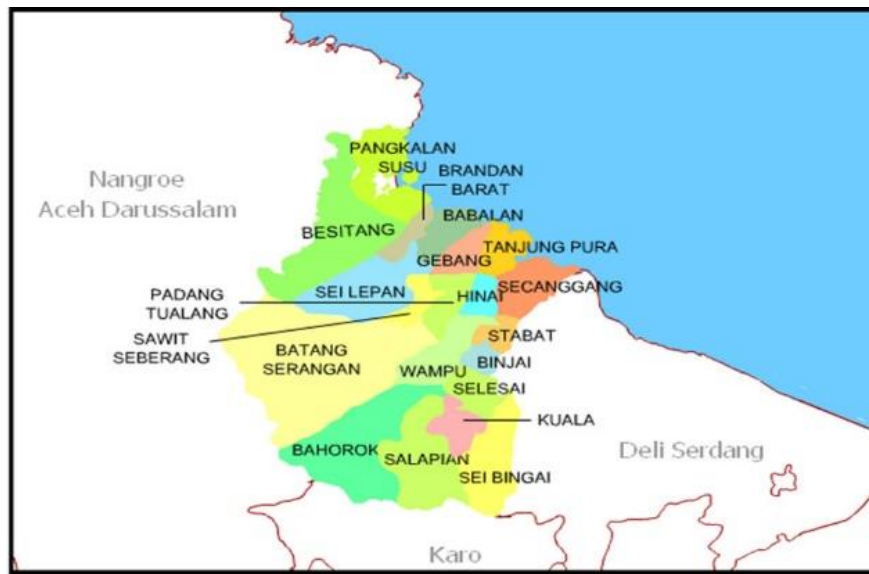 PANGKALAN
SUSU
BRANDAN
BARAT
Nangroe
Aceh Darussalam
BABALAN
BESITANG
TANJUNG PURA
GEBANG
SECANGGANG
SEI LEPAN
HINAI
PADANG
TUALANG
STABAT
SAWIT
SEBERANG
BATANG
SERANGAN
BINJAI
WAMPU
SELESAI
KUALA
BAHOROK
Deli Serdang
SALAPIAN
SEI BINGAI
Karo